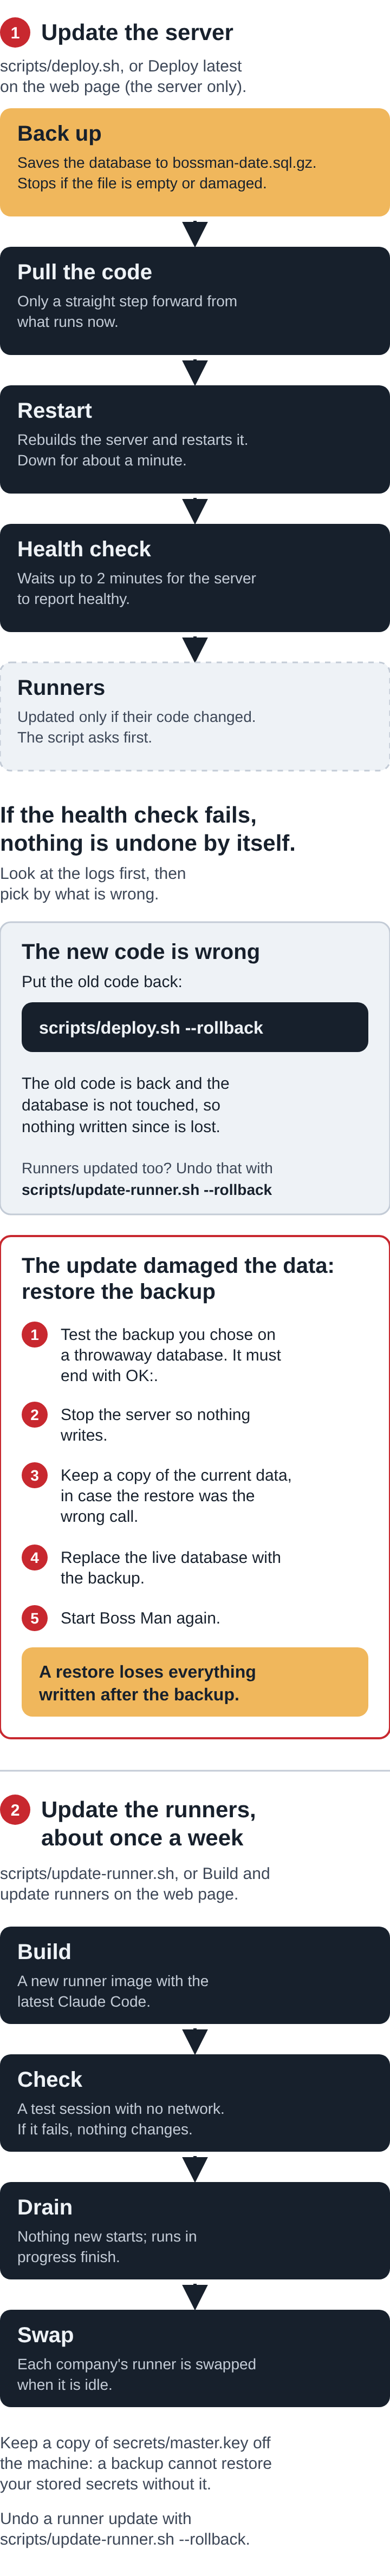 1 Update the server
scripts/deploy.sh, or Deploy latest
on the web page (the server only).
Back up
Saves the database to bossman-date.sql.gz.
Stops if the file is empty or damaged.
Pull the code
Only a straight step forward from
what runs now.
Restart
Rebuilds the server and restarts it.
Down for about a minute.
Health check
Waits up to 2 minutes for the server
to report healthy.
Runners
Updated only if their code changed.
The script asks first.
If the health check fails,
nothing is undone by itself.
Look at the logs first, then
pick by what is wrong.
The new code is wrong
Put the old code back:
scripts/deploy.sh --rollback
The old code is back and the
database is not touched, so
nothing written since is lost.
Runners updated too? Undo that with
scripts/update-runner.sh --rollback
The update damaged the data:
restore the backup
1 Test the backup you chose on
a throwaway database. It must
end with OK:.
2 Stop the server so nothing
writes.
3 Keep a copy of the current data,
in case the restore was the
wrong call.
4 Replace the live database with
the backup.
5 Start Boss Man again.
A restore loses everything
written after the backup.
2 Update the runners,
about once a week
scripts/update-runner.sh, or Build and
update runners on the web page.
Build
A new runner image with the
latest Claude Code.
Check
A test session with no network.
If it fails, nothing changes.
Drain
Nothing new starts; runs in
progress finish.
Swap
Each company's runner is swapped
when it is idle.
Keep a copy of secrets/master.key off
the machine: a backup cannot restore
your stored secrets without it.
Undo a runner update with
scripts/update-runner.sh --rollback.